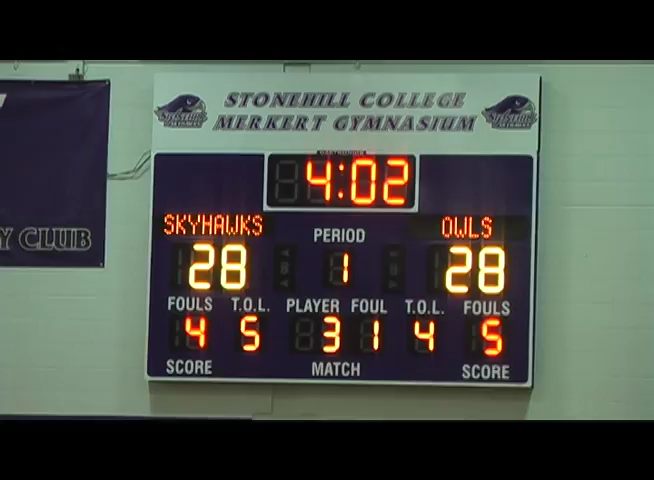 STONEHILL COLLEGE
MERKERT GYMNASIUM
4:02
SKYHAWKS OWLS
PERIOD
28 1 28
FOULS T.O.L. PLAYER FOUL T.O.L. FOULS
4 5 3 1 4 5
SCORE MATCH SCORE
Y CLUB